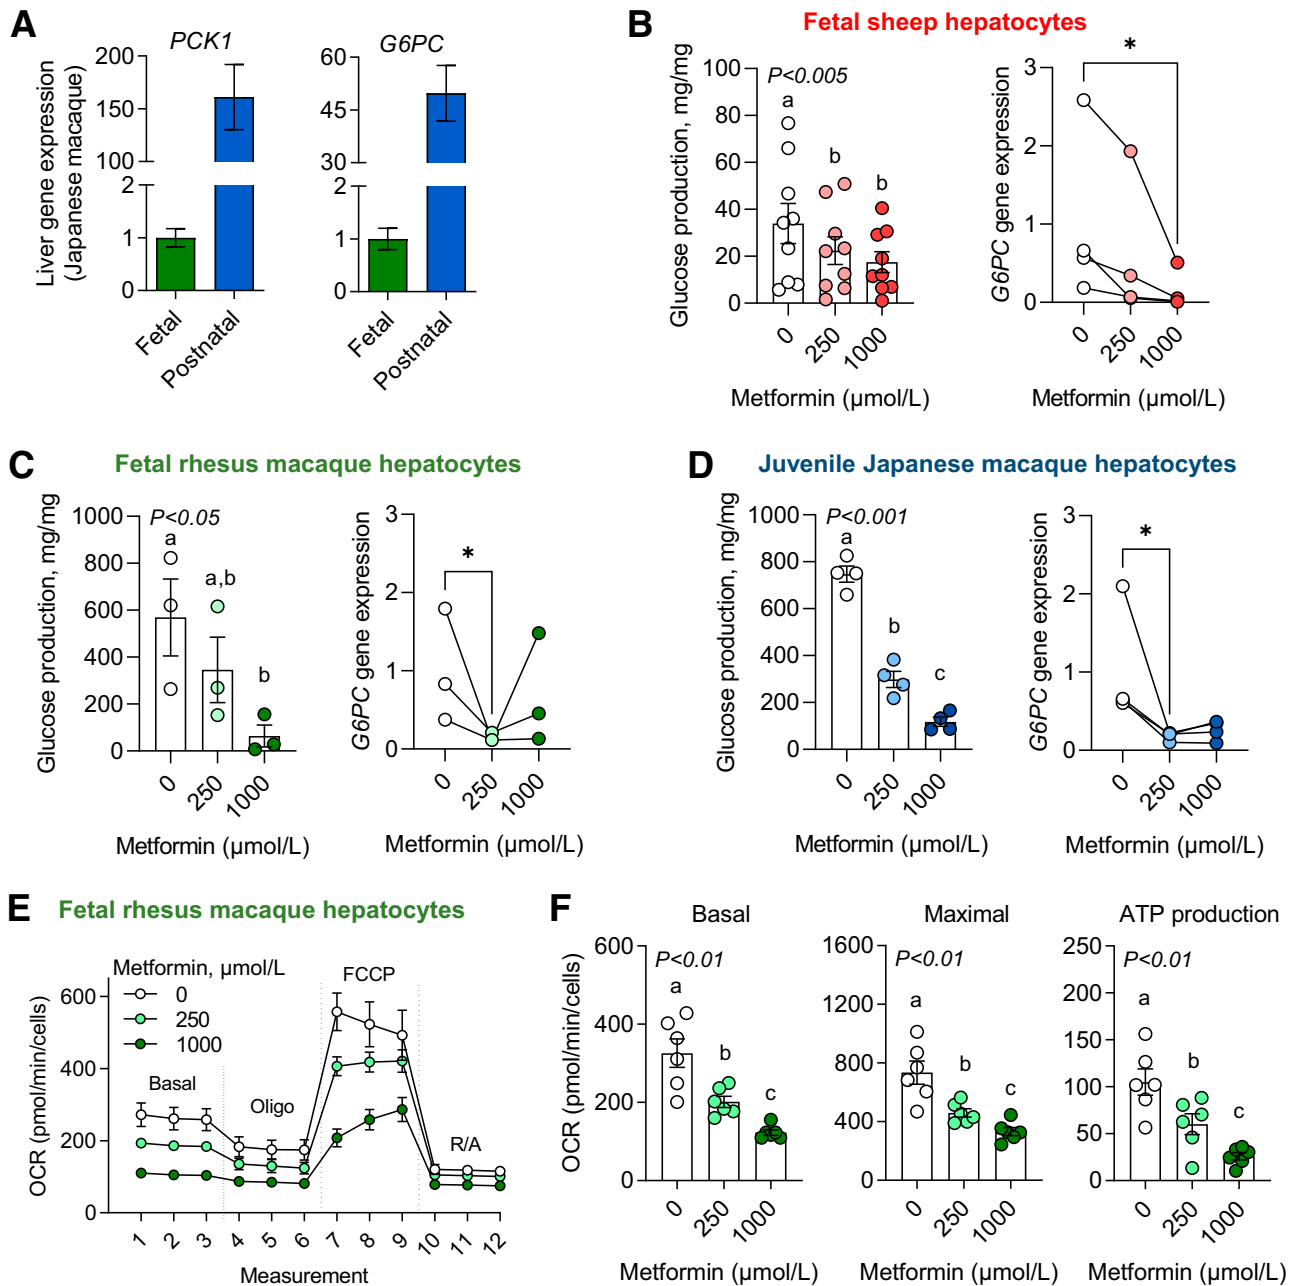 A
PCK1
G6PC
Liver gene expression
(Japanese macaque)
200
150
100
2
1
0
60
45
30
2
1
0
Fetal
Postnatal
Fetal
Postnatal
B
Fetal sheep hepatocytes
Glucose production, mg/mg
100
80
60
40
20
0
P<0.005
a
b
b
0
250
1000
Metformin (µmol/L)
G6PC gene expression
3
2
1
0
*
0
250
1000
Metformin (µmol/L)
C
Fetal rhesus macaque hepatocytes
Glucose production, mg/mg
1000
800
600
400
200
0
P<0.05
a
a,b
b
0
250
1000
Metformin (µmol/L)
G6PC gene expression
3
2
1
0
*
0
250
1000
Metformin (µmol/L)
D
Juvenile Japanese macaque hepatocytes
Glucose production, mg/mg
1000
800
600
400
200
0
P<0.001
a
b
c
0
250
1000
Metformin (µmol/L)
G6PC gene expression
3
2
1
0
*
0
250
1000
Metformin (µmol/L)
E
Fetal rhesus macaque hepatocytes
OCR (pmol/min/cells)
600
400
200
0
Metformin, µmol/L
0
250
1000
Basal
Oligo
FCCP
R/A
1
2
3
4
5
6
7
8
9
10
11
12
Measurement
F
Basal
OCR (pmol/min/cells)
600
400
200
0
P<0.01
a
b
c
0
250
1000
Metformin (µmol/L)
Maximal
1600
1200
800
400
0
P<0.01
a
b
c
0
250
1000
Metformin (µmol/L)
ATP production
250
200
150
100
50
0
P<0.01
a
b
c
0
250
1000
Metformin (µmol/L)